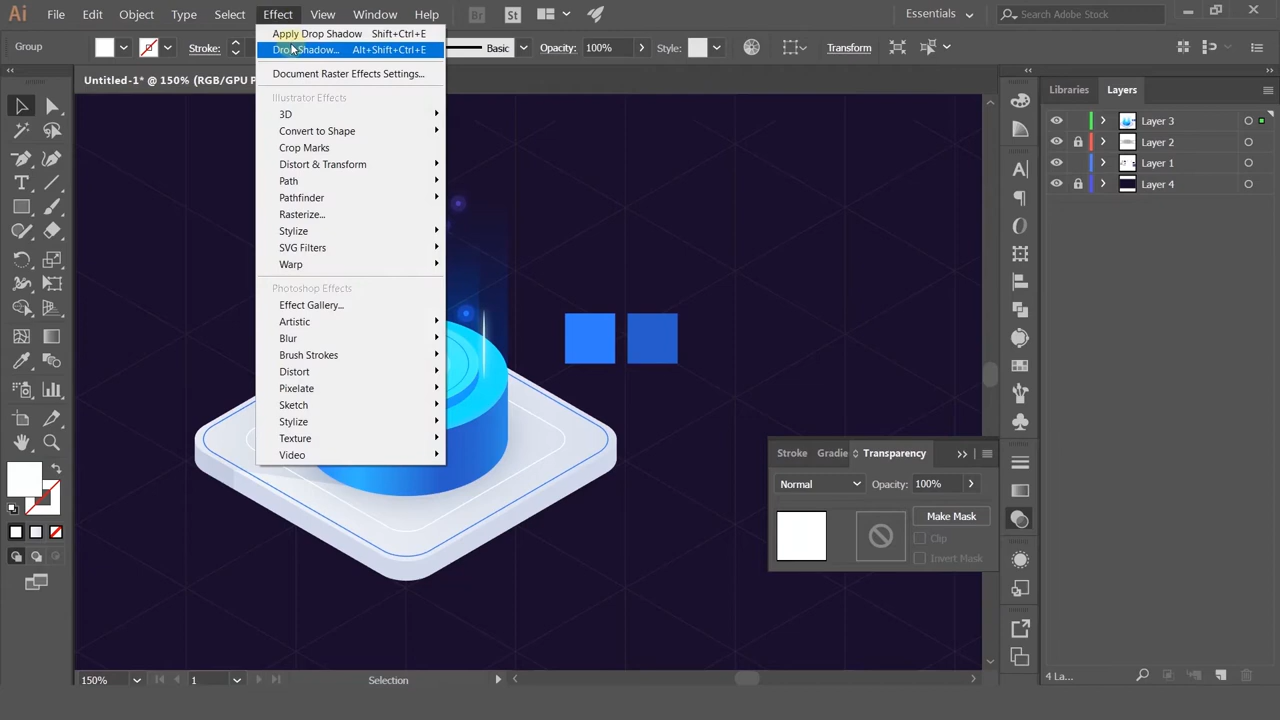 Ai File Edit Object Type Select Effect View Window Help Br St Essentials Search Adobe Stock
Group Stroke: Basic Opacity: 100% Style: Transform
Apply Drop Shadow Shift+Ctrl+E
Drop Shadow... Alt+Shift+Ctrl+E
Document Raster Effects Settings...
Illustrator Effects
3D
Convert to Shape
Crop Marks
Distort & Transform
Path
Pathfinder
Rasterize...
Stylize
SVG Filters
Warp
Photoshop Effects
Effect Gallery...
Artistic
Blur
Brush Strokes
Distort
Pixelate
Sketch
Stylize
Texture
Video
Untitled-1* @ 150% (RGB/GPU P
Libraries Layers
Layer 3
Layer 2
Layer 1
Layer 4
Stroke Gradie Transparency
Normal Opacity: 100%
Make Mask
Clip
Invert Mask
150% 1 Selection
4 La...